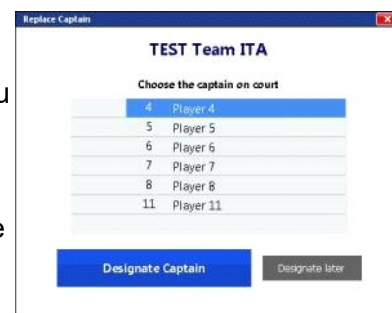 Replace Captain
TEST Team ITA
Choose the captain on court
u
4 Player 4
5 Player 5
6 Player 6
7 Player 7
8 Player 8
e
11 Player 11
Designate Captain Designate later